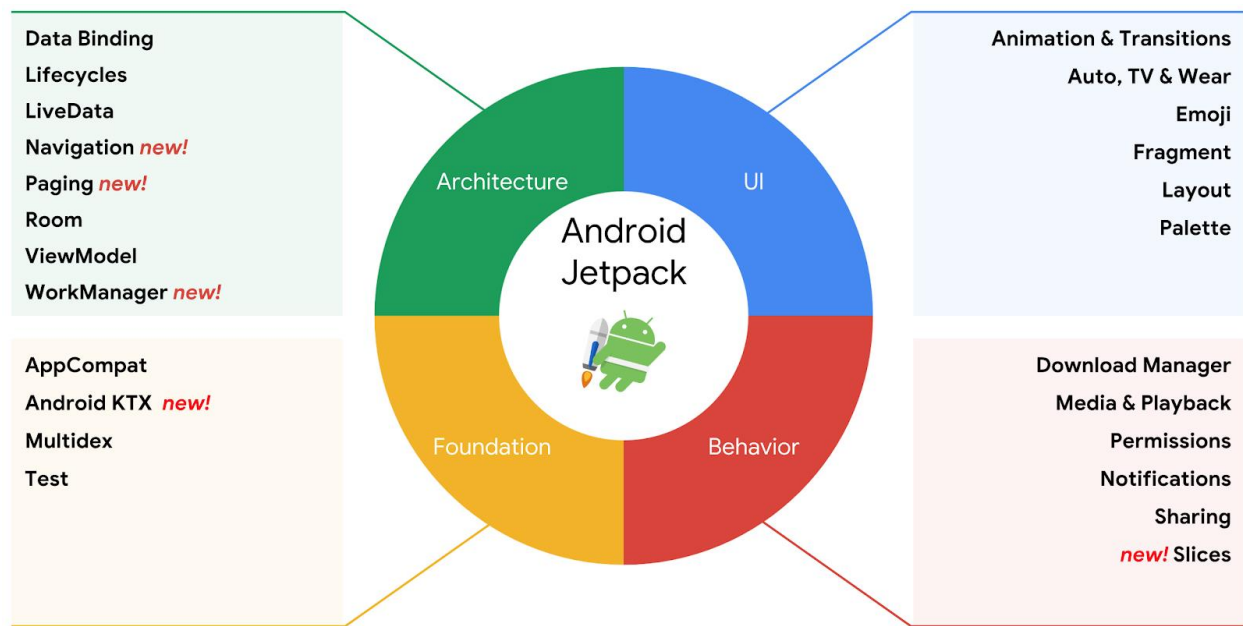 Data Binding
Lifecycles
LiveData
Navigation new!
Paging new!
Room
ViewModel
WorkManager new!
AppCompat
Android KTX new!
Multidex
Test
Architecture
UI
Android
Jetpack
Foundation
Behavior
Animation & Transitions
Auto, TV & Wear
Emoji
Fragment
Layout
Palette
Download Manager
Media & Playback
Permissions
Notifications
Sharing
new! Slices